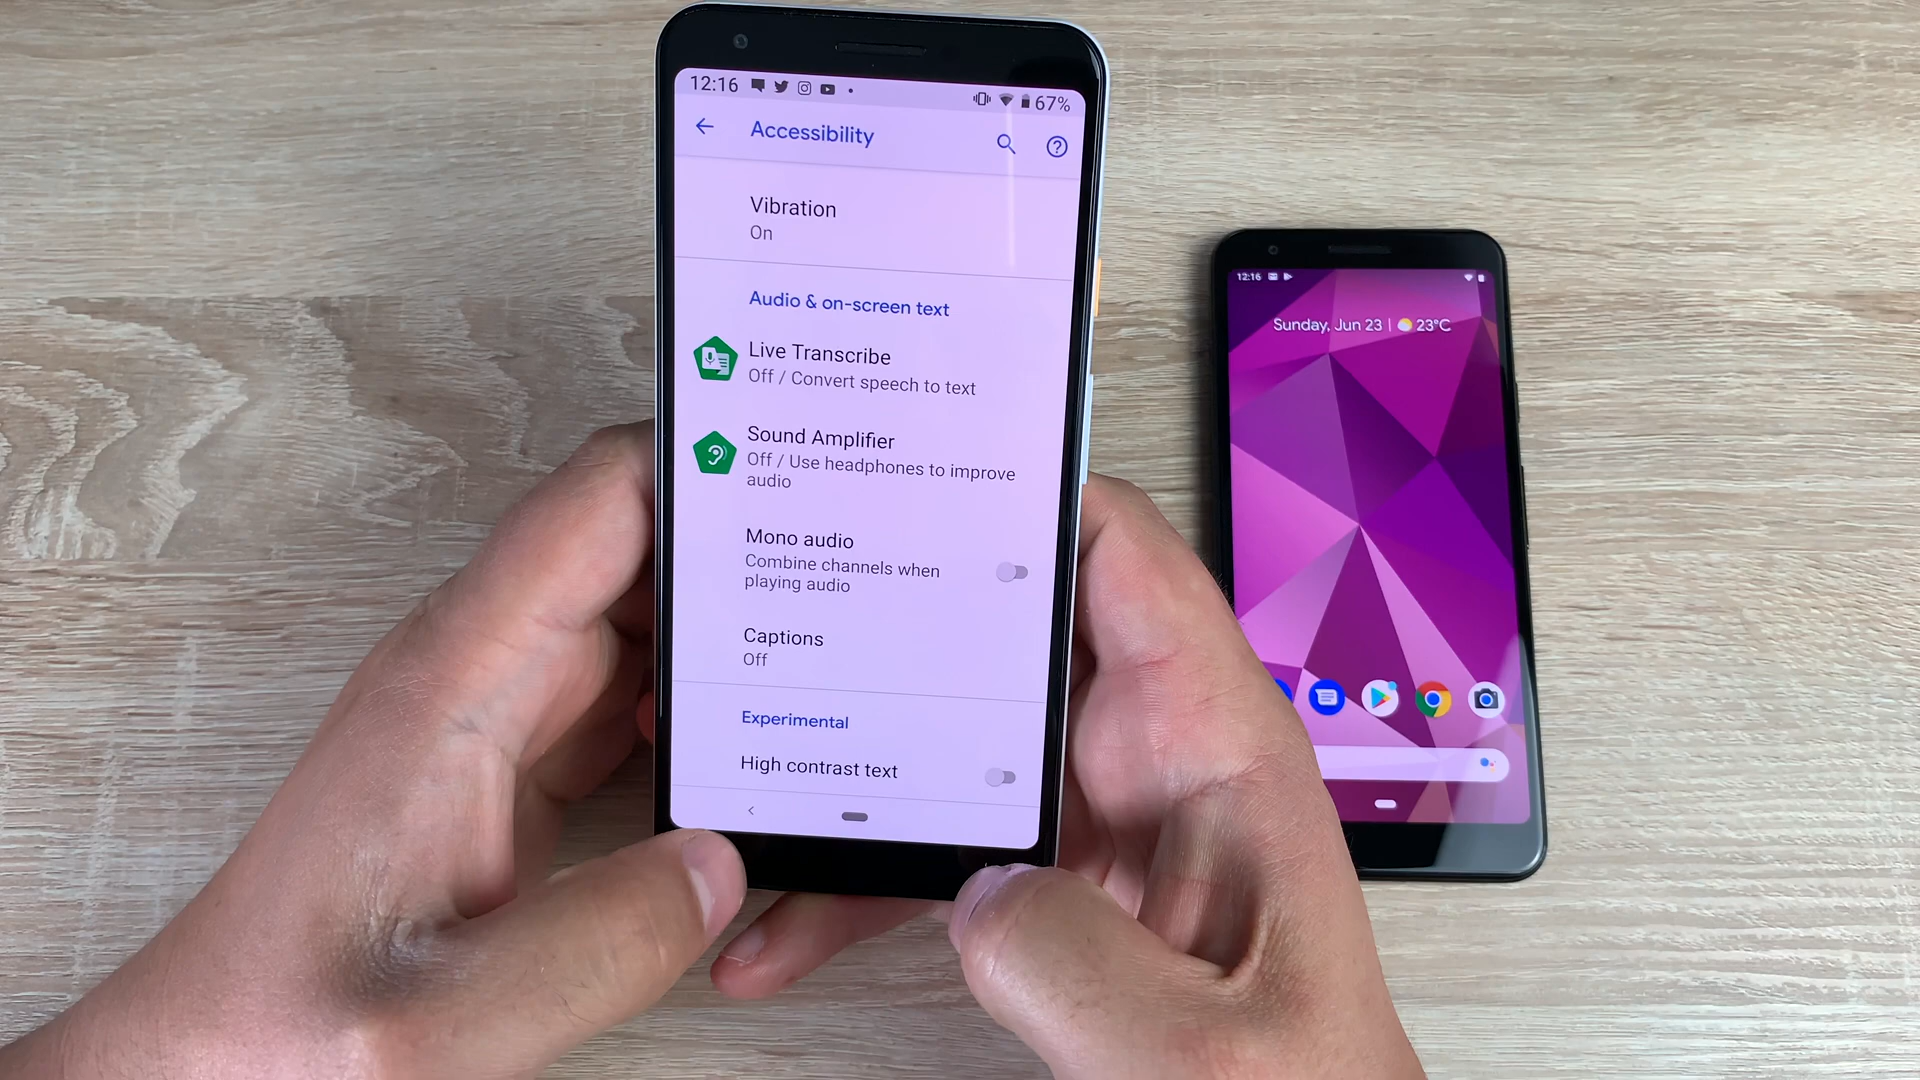 12:16
67%
Accessibility
Vibration
On
Audio & on-screen text
Live Transcribe
Off / Convert speech to text
Sound Amplifier
Off / Use headphones to improve
audio
Mono audio
Combine channels when
playing audio
Captions
Off
Experimental
High contrast text
12:16
Sunday, Jun 23 | 23°C